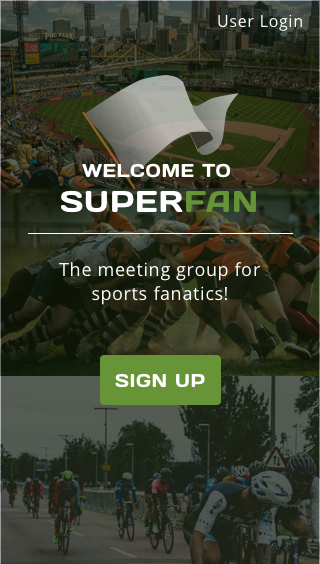 User Login
WELCOME TO
SUPERFAN
The meeting group for
sports fanatics!
SIGN UP